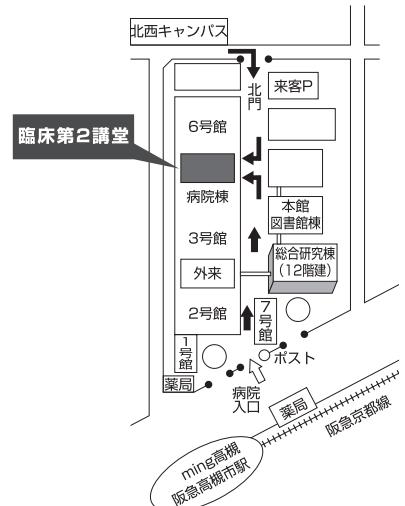 北西キャンパス
北門
来客P
6号館
臨床第2講堂
病院棟
本館
図書館棟
3号館
総合研究棟
(12階建)
外来
2号館
7号館
1号館
ポスト
薬局
病院
入口
薬局
阪急京都線
ming高槻
阪急高槻市駅